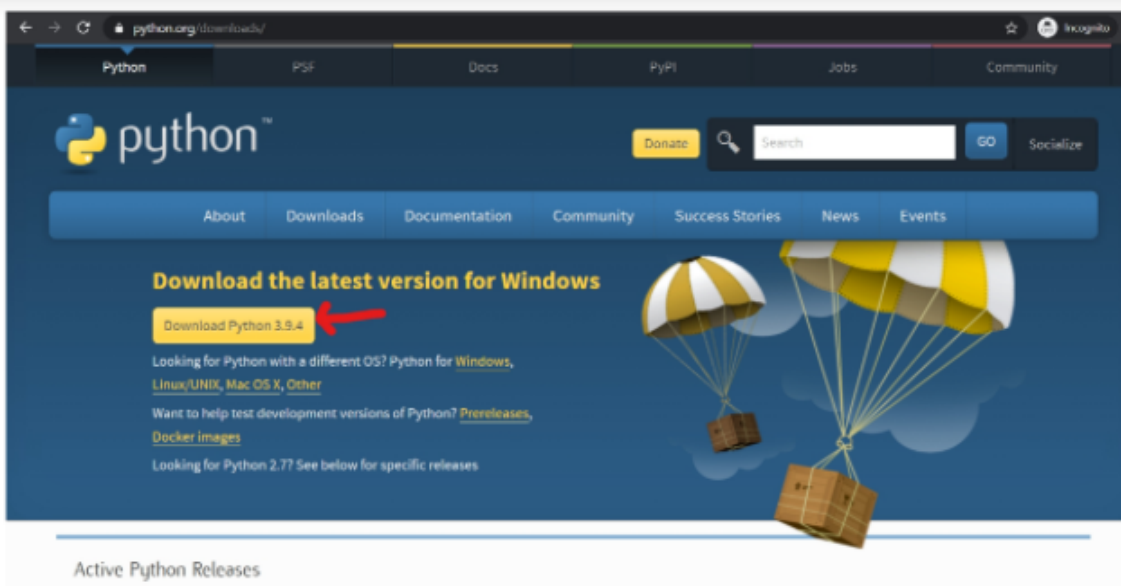 python.org/downloads/
Incognito
Python PSF Docs PyPI Jobs Community
python™
Donate Search GO Socialize
About Downloads Documentation Community Success Stories News Events
Download the latest version for Windows
Download Python 3.9.4
Looking for Python with a different OS? Python for Windows,
Linux/UNIX, Mac OS X, Other
Want to help test development versions of Python? Prereleases,
Docker images
Looking for Python 2.7? See below for specific releases
Active Python Releases